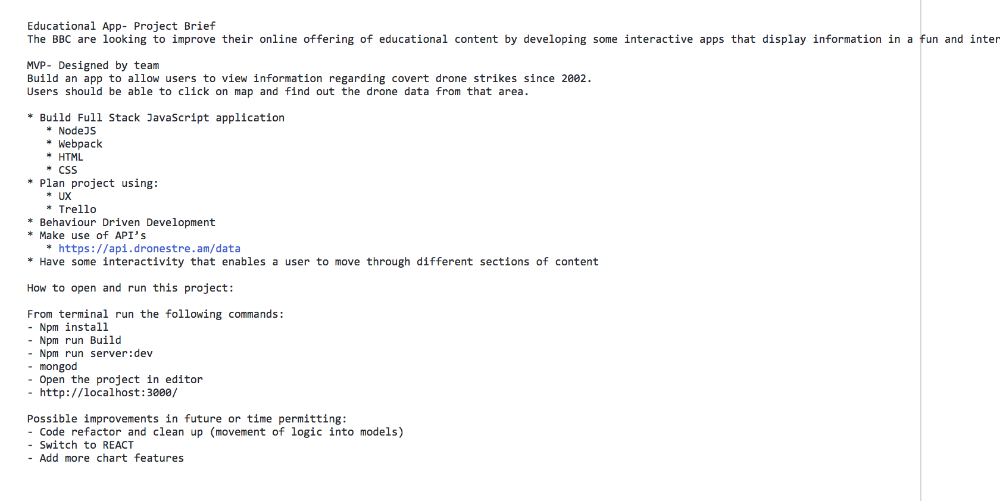 Educational App- Project Brief
The BBC are looking to improve their online offering of educational content by developing some interactive apps that display information in a fun and
MVP- Designed by team
Build an app to allow users to view information regarding covert drone strikes since 2002.
Users should be able to click on map and find out the drone data from that area.
* Build Full Stack JavaScript application
* NodeJS
* Webpack
* HTML
* CSS
* Plan project using:
* UX
* Trello
* Behaviour Driven Development
* Make use of API’s
* https://api.dronestre.am/data
* Have some interactivity that enables a user to move through different sections of content
How to open and run this project:
From terminal run the following commands:
- Npm install
- Npm run Build
- Npm run server:dev
- mongod
- Open the project in editor
- http://localhost:3000/
Possible improvements in future or time permitting:
- Code refactor and clean up (movement of logic into models)
- Switch to REACT
- Add more chart features